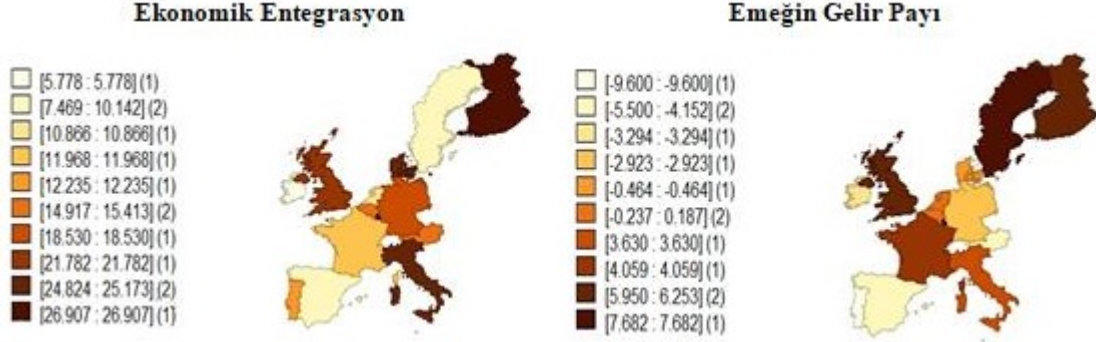 Ekonomik Entegrasyon
[5.778 : 5.778] (1)
[7.469 : 10.142] (2)
[10.866 : 10.866] (1)
[11.968 : 11.968] (1)
[12.235 : 12.235] (1)
[14.917 : 15.413] (2)
[18.530 : 18.530] (1)
[21.782 : 21.782] (1)
[24.824 : 25.173] (2)
[26.907 : 26.907] (1)
Emeğin Gelir Payı
[-9.600 : -9.600] (1)
[-5.500 : -4.152] (2)
[-3.294 : -3.294] (1)
[-2.923 : -2.923] (1)
[-0.464 : -0.464] (1)
[-0.237 : 0.187] (2)
[3.630 : 3.630] (1)
[4.059 : 4.059] (1)
[5.950 : 6.253] (2)
[7.682 : 7.682] (1)